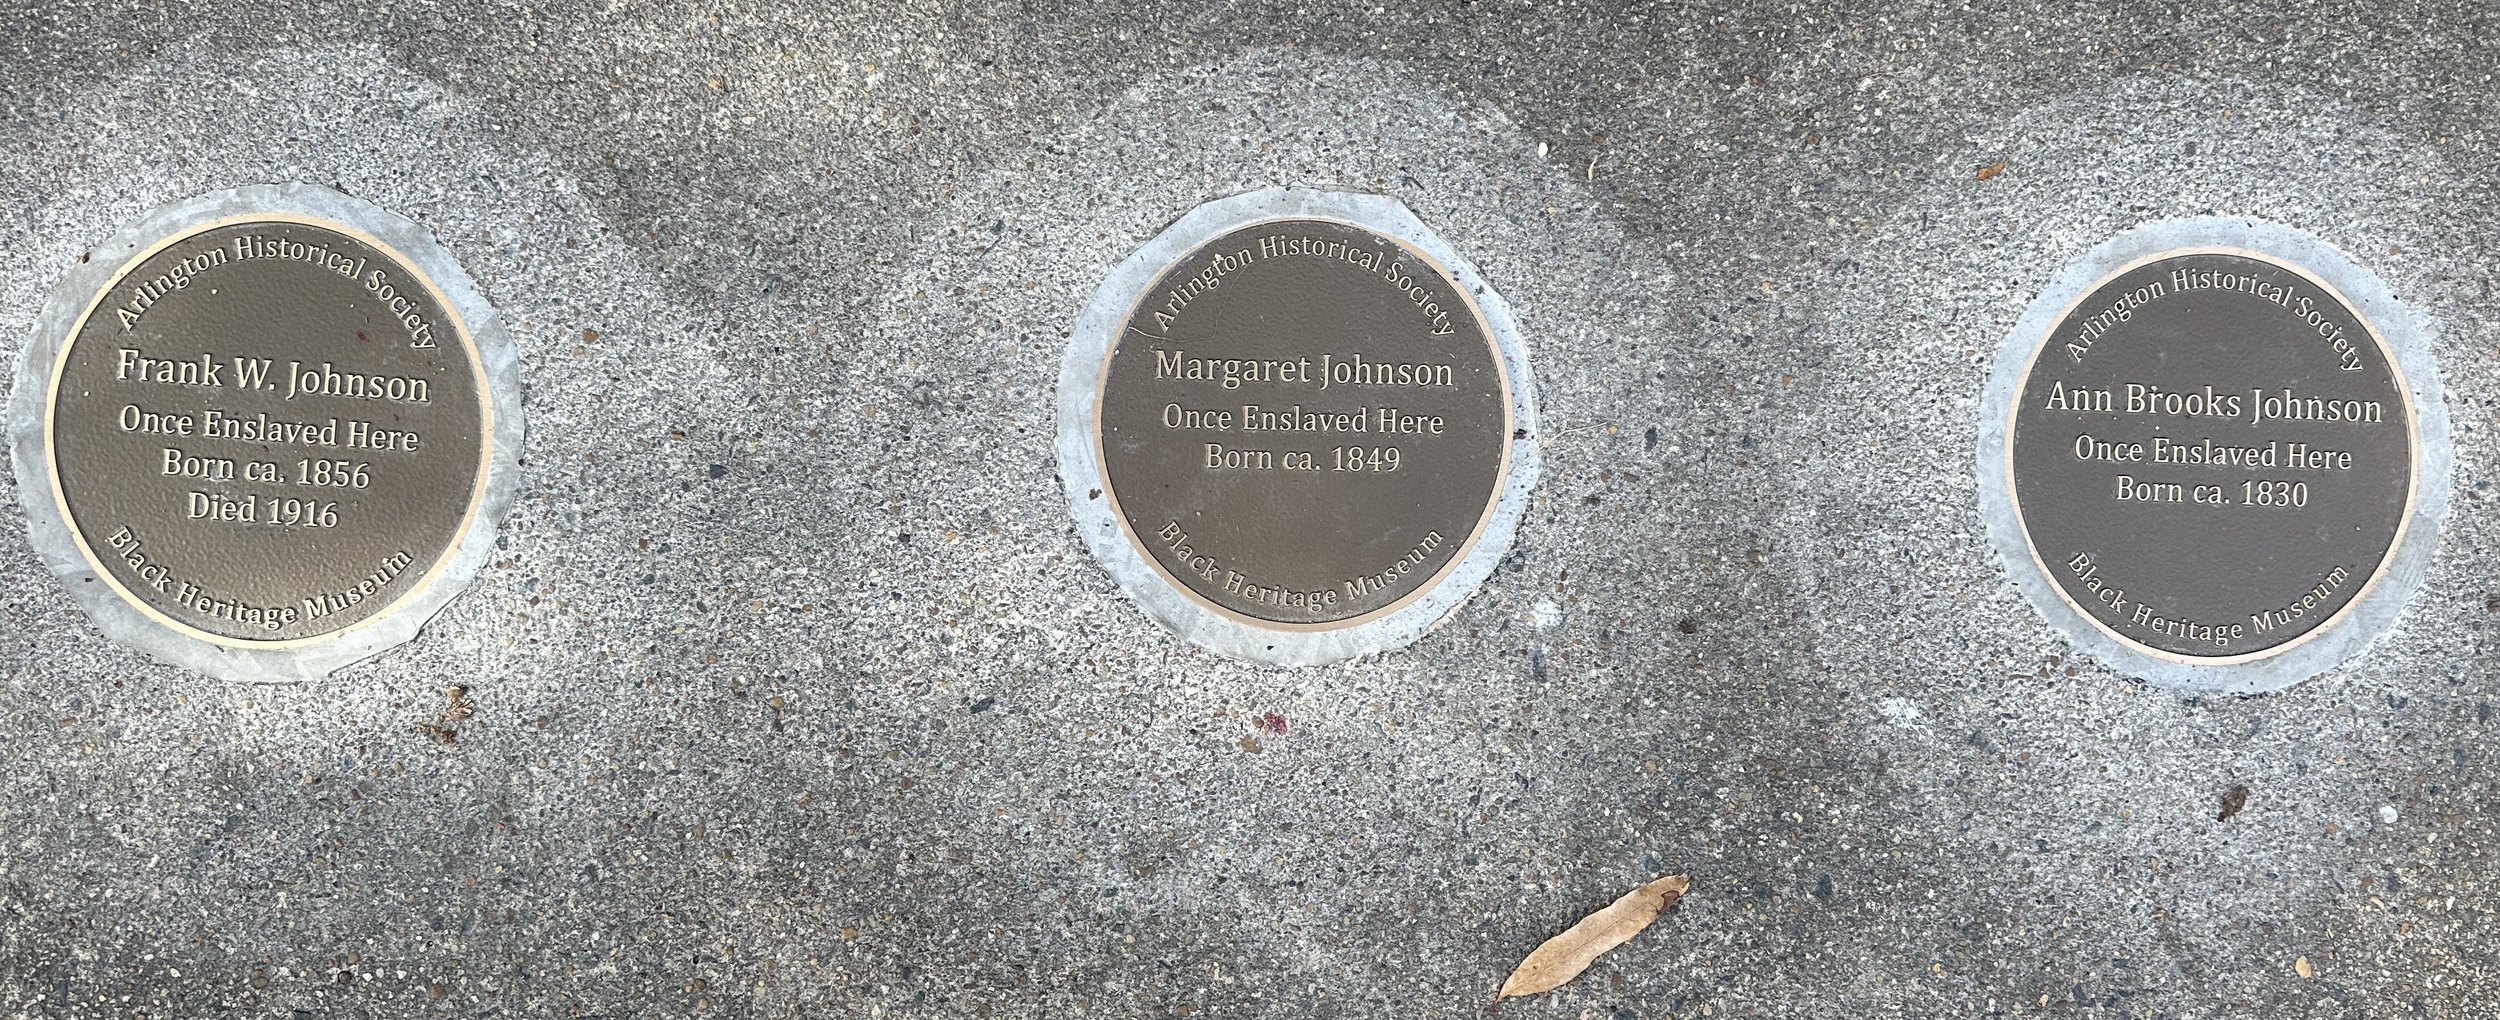 Arlington Historical Society
Frank W. Johnson
Once Enslaved Here
Born ca. 1856
Died 1916
Black Heritage Museum
Arlington Historical Society
Margaret Johnson
Once Enslaved Here
Born ca. 1849
Black Heritage Museum
Arlington Historical Society
Ann Brooks Johnson
Once Enslaved Here
Born ca. 1830
Black Heritage Museum